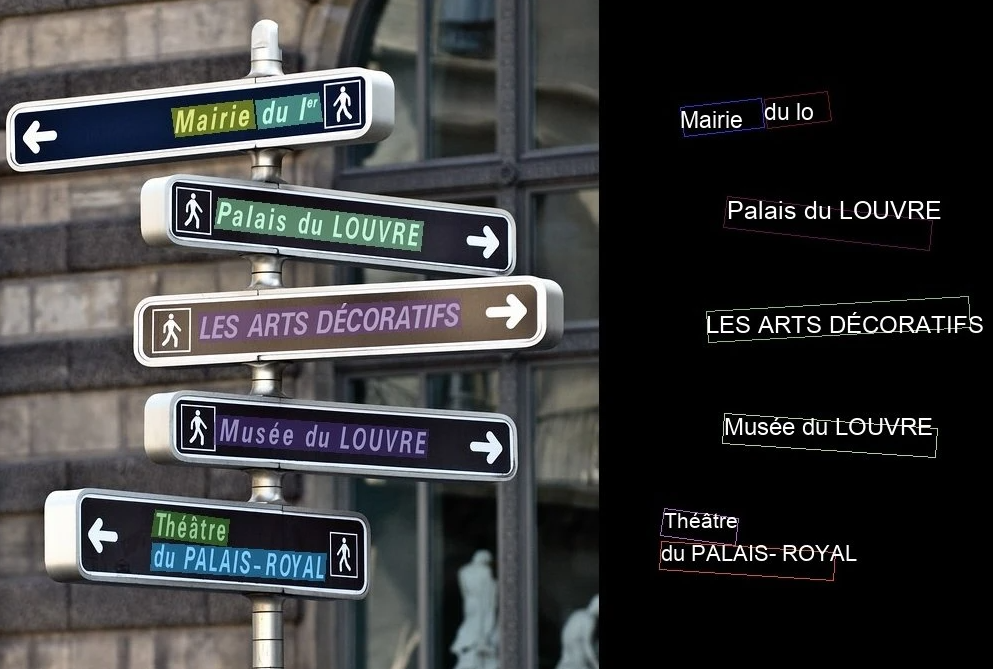 Mairie du Ier
Palais du LOUVRE
LES ARTS DÉCORATIFS
Musée du LOUVRE
Théâtre
du PALAIS-ROYAL
Mairie du lo
Palais du LOUVRE
LES ARTS DÉCORATIFS
Musée du LOUVRE
Théâtre
du PALAIS- ROYAL